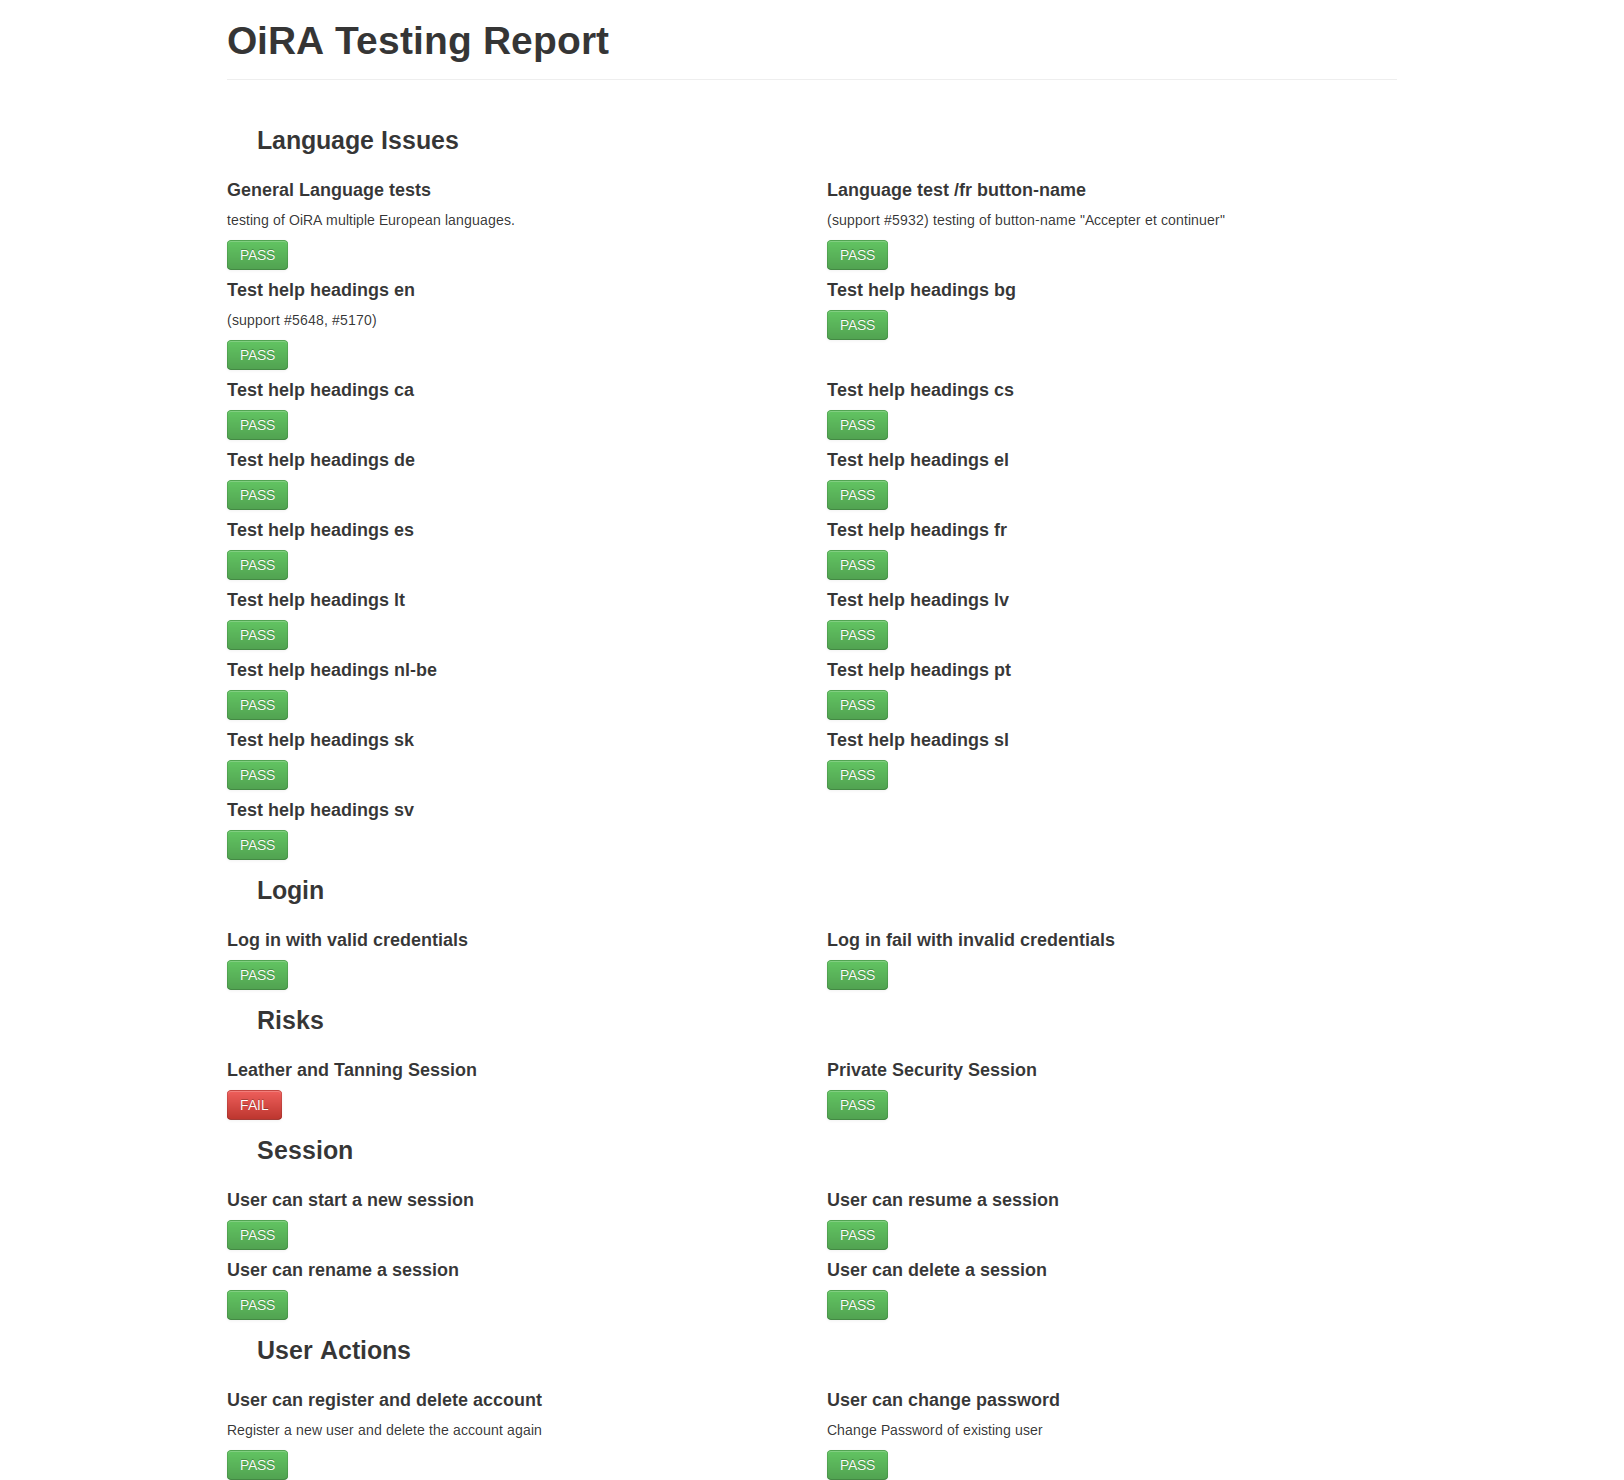 OiRA Testing Report
Language Issues
General Language tests
testing of OiRA multiple European languages.
PASS
Language test /fr button-name
(support #5932) testing of button-name "Accepter et continuer"
PASS
Test help headings en
(support #5648, #5170)
PASS
Test help headings bg
PASS
Test help headings ca
PASS
Test help headings cs
PASS
Test help headings de
PASS
Test help headings el
PASS
Test help headings es
PASS
Test help headings fr
PASS
Test help headings lt
PASS
Test help headings lv
PASS
Test help headings nl-be
PASS
Test help headings pt
PASS
Test help headings sk
PASS
Test help headings sl
PASS
Test help headings sv
PASS
Login
Log in with valid credentials
PASS
Log in fail with invalid credentials
PASS
Risks
Leather and Tanning Session
FAIL
Private Security Session
PASS
Session
User can start a new session
PASS
User can resume a session
PASS
User can rename a session
PASS
User can delete a session
PASS
User Actions
User can register and delete account
Register a new user and delete the account again
PASS
User can change password
Change Password of existing user
PASS